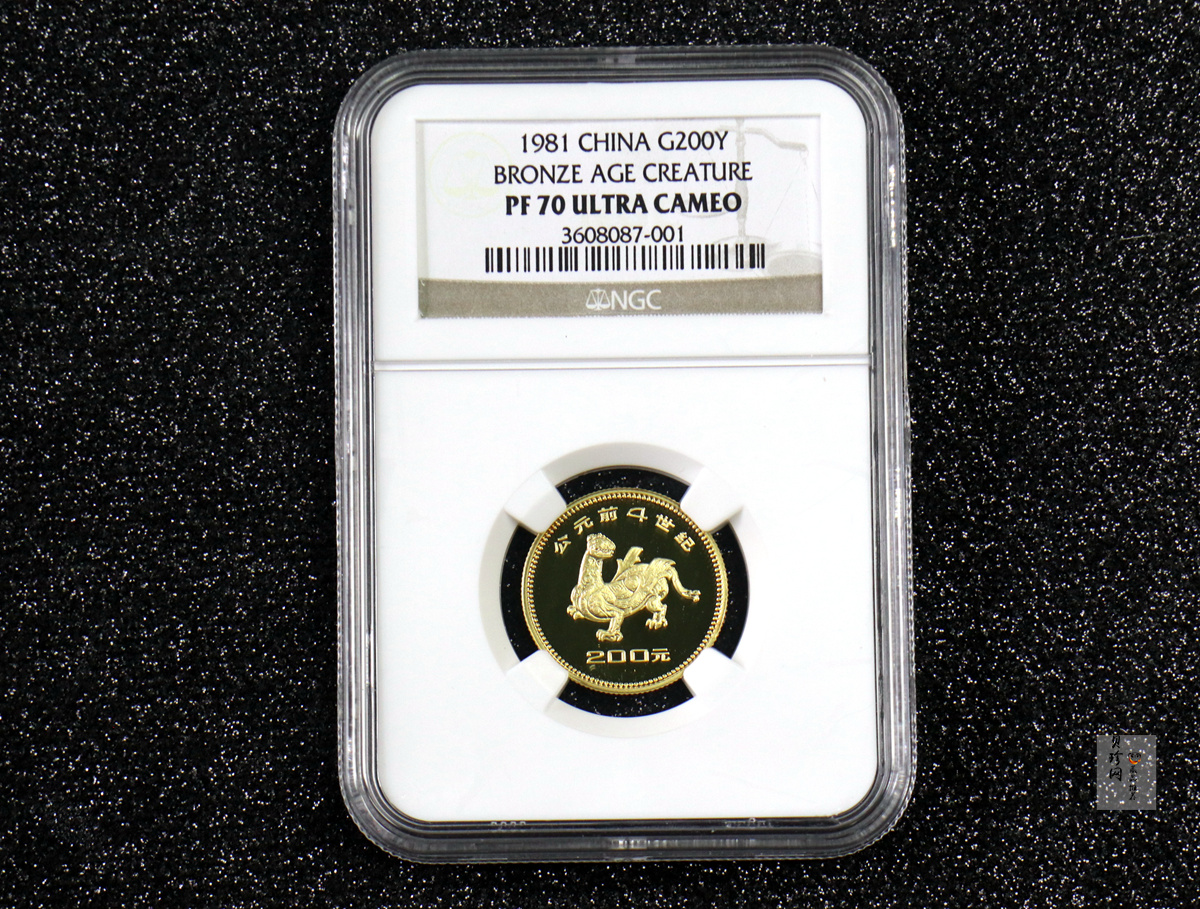 1981 CHINA G200Y
BRONZE AGE CREATURE
PF 70 ULTRA CAMEO
3608087-001
NGC
公元前4世纪
200元